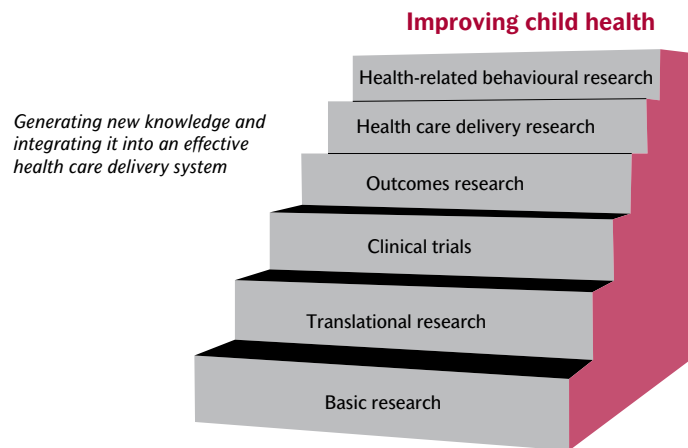 Improving child health
Health-related behavioural research
Generating new knowledge and
integrating it into an effective
health care delivery system
Health care delivery research
Outcomes research
Clinical trials
Translational research
Basic research